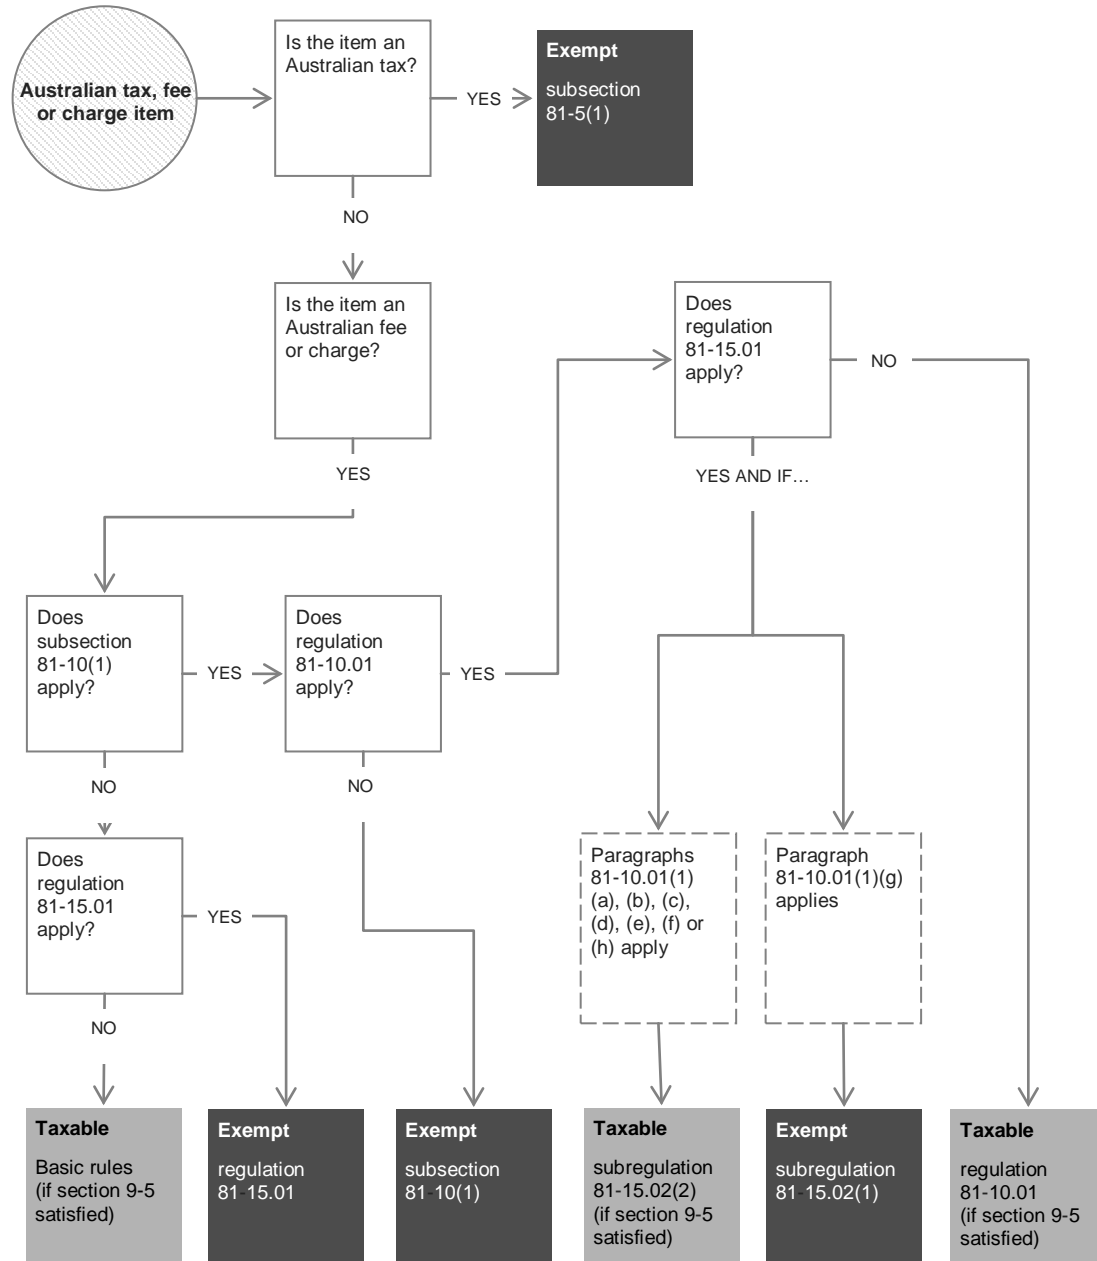 Australian tax, fee
or charge item
Is the item an
Australian tax?
YES
Exempt
subsection
81-5(1)
NO
Is the item an
Australian fee
or charge?
YES
Does
regulation
81-15.01
apply?
NO
YES AND IF…
Does
subsection
81-10(1)
apply?
YES
Does
regulation
81-10.01
apply?
YES
NO
NO
Does
regulation
81-15.01
apply?
YES
NO
Paragraphs
81-10.01(1)
(a), (b), (c),
(d), (e), (f) or
(h) apply
Paragraph
81-10.01(1)(g)
applies
Taxable
Basic rules
(if section 9-5
satisfied)
Exempt
regulation
81-15.01
Exempt
subsection
81-10(1)
Taxable
subregulation
81-15.02(2)
(if section 9-5
satisfied)
Exempt
subregulation
81-15.02(1)
Taxable
regulation
81-10.01
(if section 9-5
satisfied)